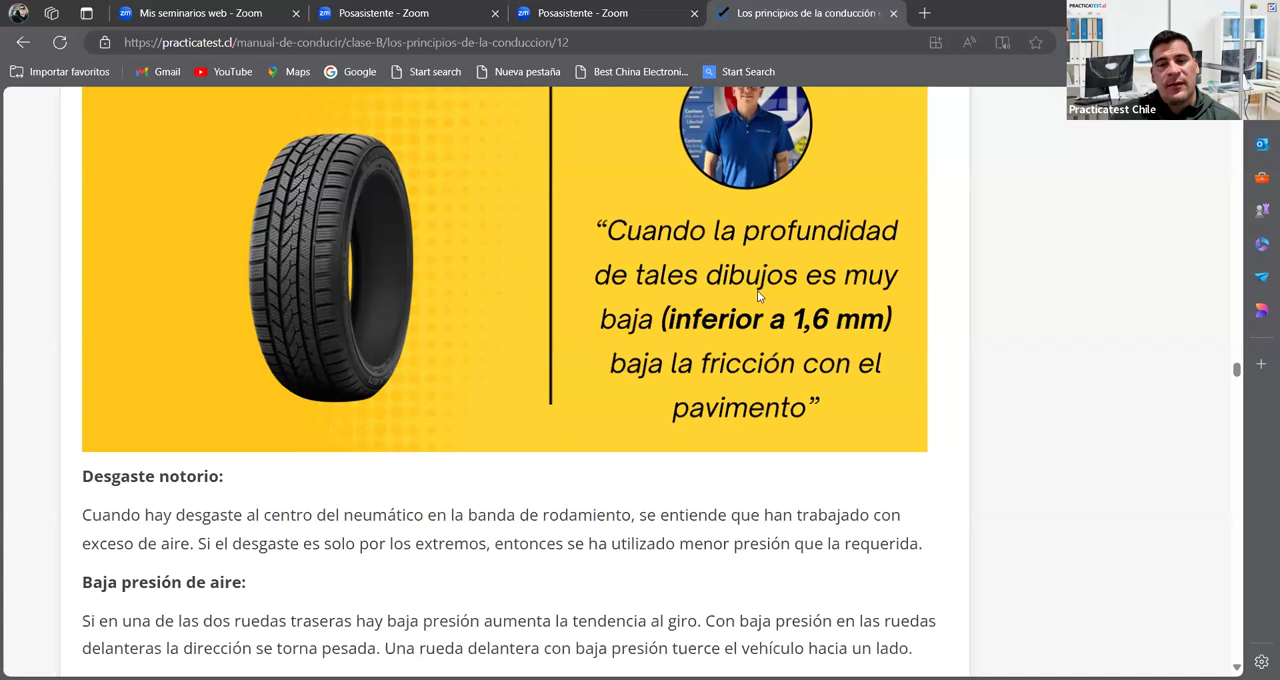 Mis seminarios web - Zoom
Posasistente - Zoom
Posasistente - Zoom
Los principios de la conducción
https://practicatest.cl/manual-de-conducir/clase-B/los-principios-de-la-conduccion/12
Importar favoritos
Gmail
YouTube
Maps
Google
Start search
Nueva pestaña
Best China Electroni...
Start Search
PRACTICATEST.cl
Practicatest Chile
“Cuando la profundidad
de tales dibujos es muy
baja (inferior a 1,6 mm)
baja la fricción con el
pavimento”
Desgaste notorio:
Cuando hay desgaste al centro del neumático en la banda de rodamiento, se entiende que han trabajado con
exceso de aire. Si el desgaste es solo por los extremos, entonces se ha utilizado menor presión que la requerida.
Baja presión de aire:
Si en una de las dos ruedas traseras hay baja presión aumenta la tendencia al giro. Con baja presión en las ruedas
delanteras la dirección se torna pesada. Una rueda delantera con baja presión tuerce el vehículo hacia un lado.